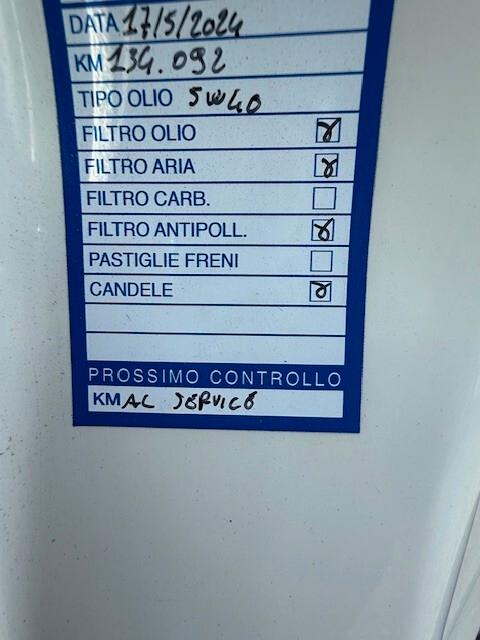 DATA 17/5/2024
KM 134.092
TIPO OLIO 5W40
FILTRO OLIO
FILTRO ARIA
FILTRO CARB.
FILTRO ANTIPOLL.
PASTIGLIE FRENI
CANDELE
PROSSIMO CONTROLLO
KM AL SERVICE